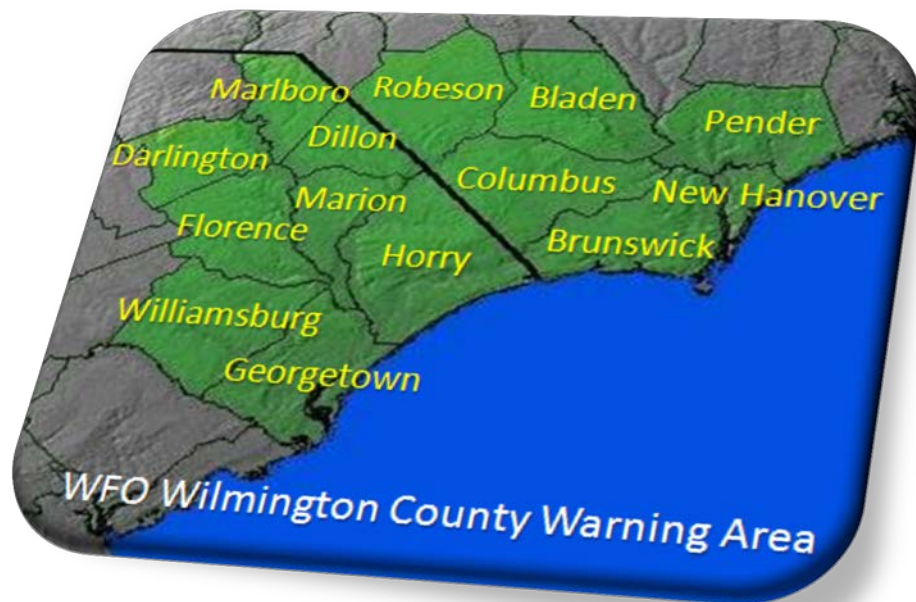 Marlboro
Robeson
Bladen
Pender
Darlington
Dillon
Columbus
New Hanover
Marion
Florence
Horry
Brunswick
Williamsburg
Georgetown
WFO Wilmington County Warning Area